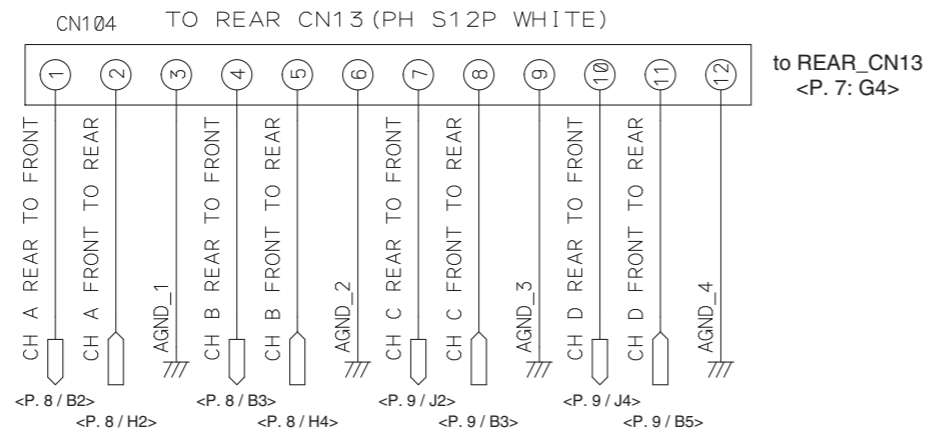 CN104 TO REAR CN13(PH S12P WHITE)
1 2 3 4 5 6 7 8 9 10 11 12
to REAR_CN13
<P. 7: G4>
CH A REAR TO FRONT
CH A FRONT TO REAR
AGND_1
CH B REAR TO FRONT
CH B FRONT TO REAR
AGND_2
CH C REAR TO FRONT
CH C FRONT TO REAR
AGND_3
CH D REAR TO FRONT
CH D FRONT TO REAR
AGND_4
<P. 8 / B2> <P. 8 / B3> <P. 9 / J2> <P. 9 / J4>
<P. 8 / H2> <P. 8 / H4> <P. 9 / B3> <P. 9 / B5>